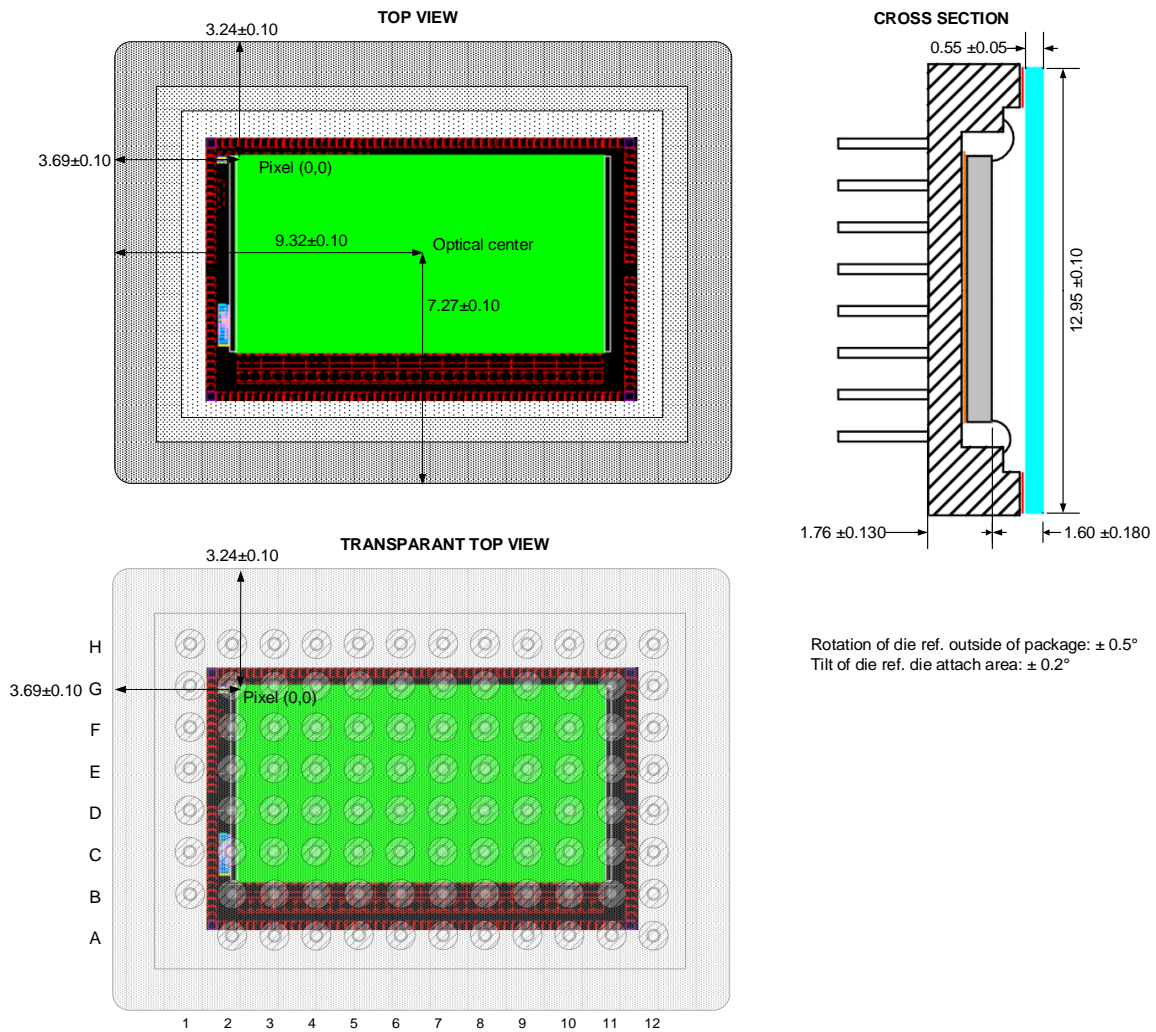 TOP VIEW
3.24±0.10
3.69±0.10
Pixel (0,0)
9.32±0.10
Optical center
7.27±0.10
CROSS SECTION
0.55 ±0.05
12.95 ±0.10
1.76 ±0.130
1.60 ±0.180
TRANSPARANT TOP VIEW
3.24±0.10
H
G
3.69±0.10
Pixel (0,0)
F
E
D
C
B
A
1 2 3 4 5 6 7 8 9 10 11 12
Rotation of die ref. outside of package: ± 0.5°
Tilt of die ref. die attach area: ± 0.2°